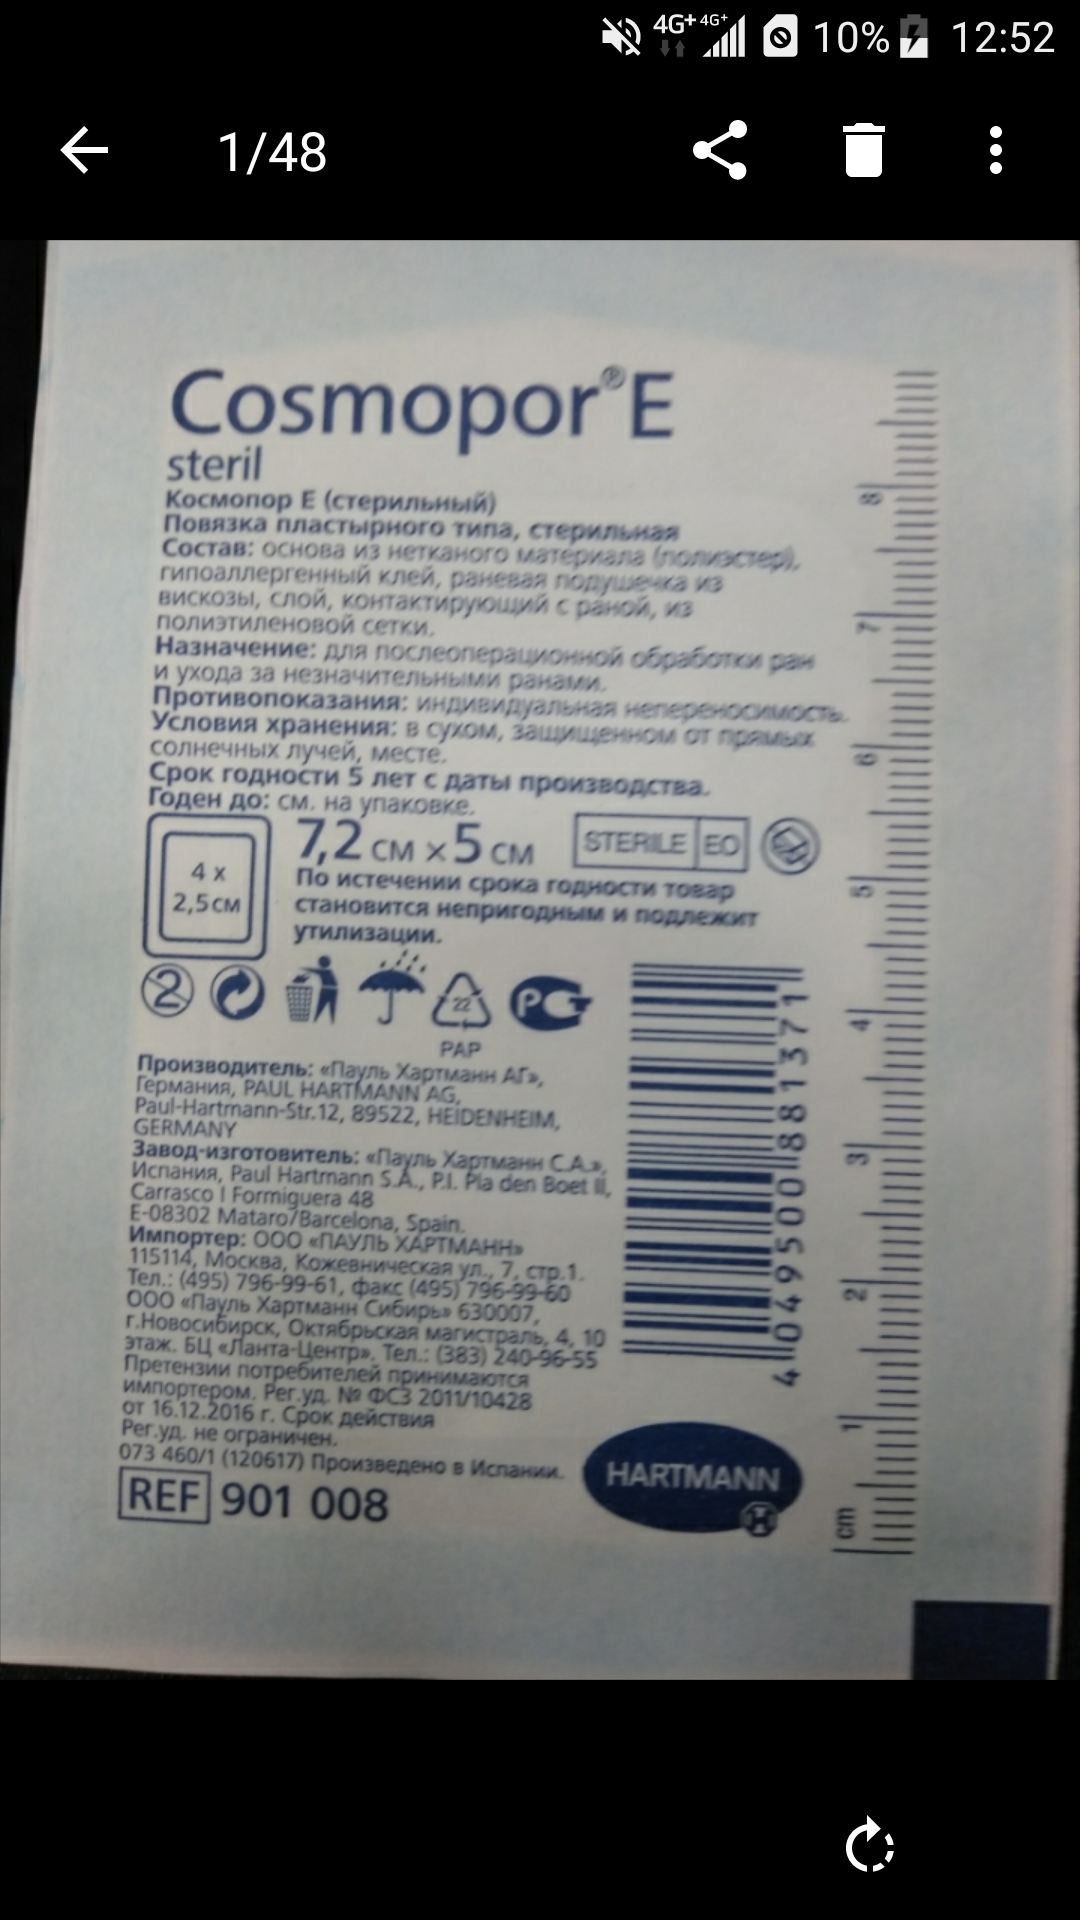 4G+ 4G+ 10% 12:52
1/48
Cosmopor®E
steril
Космопор Е (стерильный)
Повязка пластырного типа, стерильная
Состав: основа из нетканого материала (полиэстер),
гипоаллергенный клей, раневая подушечка из
вискозы, слой, контактирующий с раной, из
полиэтиленовой сетки.
Назначение: для послеоперационной обработки ран
и ухода за незначительными ранами.
Противопоказания: индивидуальная непереносимость.
Условия хранения: в сухом, защищенном от прямых
солнечных лучей, месте.
Срок годности 5 лет с даты производства.
Годен до: см. на упаковке.
4 x
2,5 см
7,2 см x 5 см
STERILE EO
По истечении срока годности товар
становится непригодным и подлежит
утилизации.
2
22
PAP
РСТ
Производитель: «Пауль Хартманн АГ»,
Германия, PAUL HARTMANN AG,
Paul-Hartmann-Str.12, 89522, HEIDENHEIM,
GERMANY
Завод-изготовитель: «Пауль Хартманн С.А.»,
Испания, Paul Hartmann S.A., P.I. Pla den Boet II,
Carrasco I Formiguera 48
E-08302 Mataro/Barcelona, Spain.
Импортер: ООО «ПАУЛЬ ХАРТМАНН»
115114, Москва, Кожевническая ул., 7, стр.1.
Тел.: (495) 796-99-61, факс (495) 796-99-60
ООО «Пауль Хартманн Сибирь» 630007,
г.Новосибирск, Октябрьская магистраль, 4, 10
этаж. БЦ «Ланта-Центр». Тел.: (383) 240-96-55
Претензии потребителей принимаются
импортером. Рег.уд. № ФСЗ 2011/10428
от 16.12.2016 г. Срок действия
Рег.уд. не ограничен.
073 460/1 (120617) Произведено в Испании.
REF 901 008
4 049500 881371
HARTMANN
8
7
6
5
4
3
2
1
cm